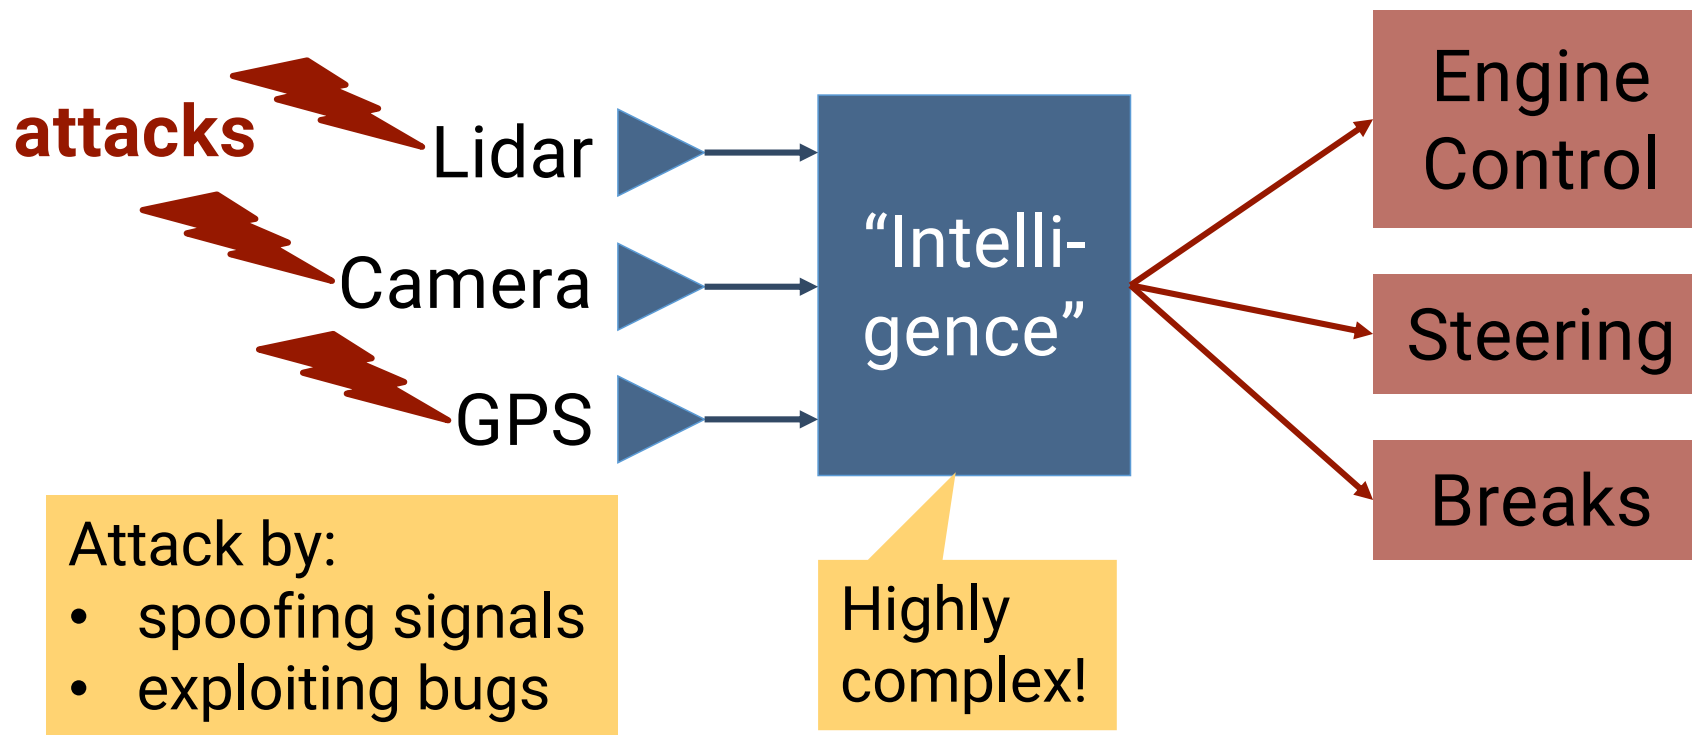 attacks
Lidar
Camera
GPS
“Intelli-
gence”
Engine
Control
Steering
Breaks
Attack by:
• spoofing signals
• exploiting bugs
Highly
complex!